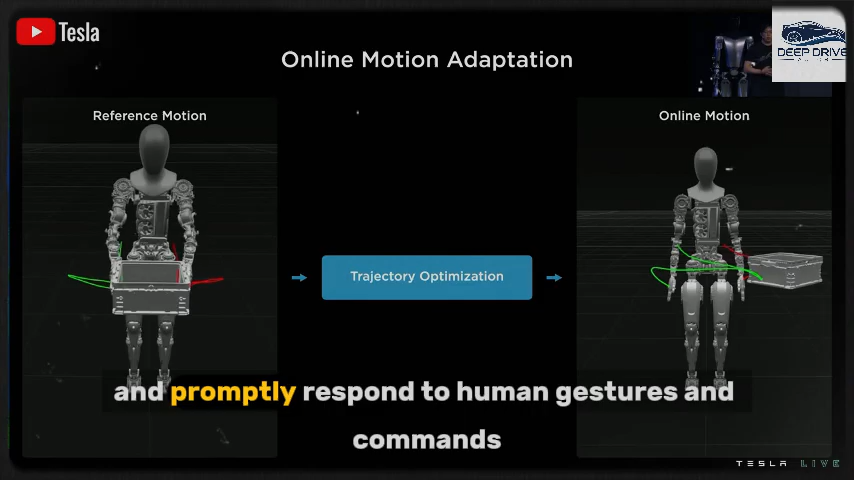 Tesla
DEEP DRIVE
Online Motion Adaptation
Reference Motion
Online Motion
Trajectory Optimization
and promptly respond to human gestures and
commands
TESLA LIVE